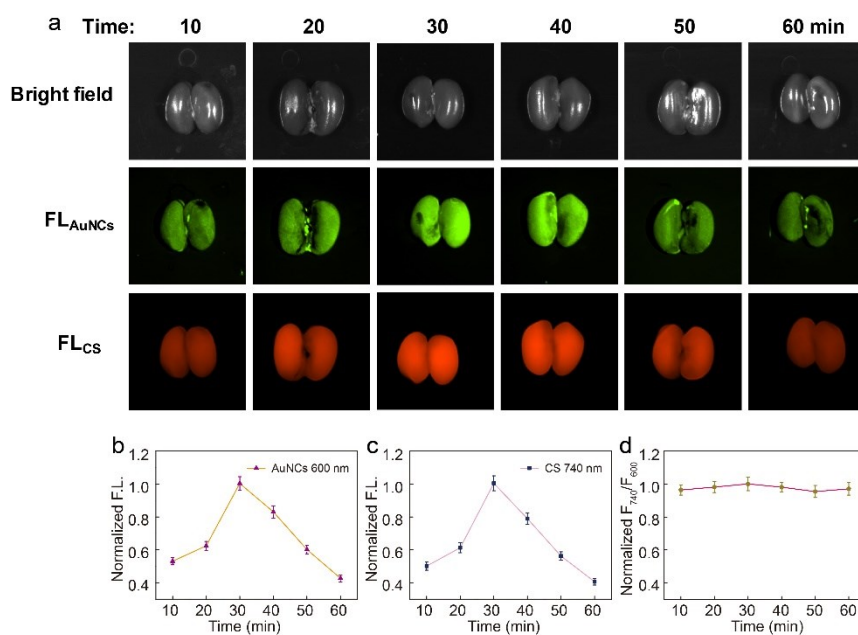 a Time: 10 20 30 40 50 60 min
Bright field
FLAuNCs
FLCS
b
1.2
1.0
0.8
0.6
0.4
Normalized F.L.
AuNCs 600 nm
10 20 30 40 50 60
Time (min)
c
1.2
1.0
0.8
0.6
0.4
Normalized F.L.
CS 740 nm
10 20 30 40 50 60
Time (min)
d
1.2
1.0
0.8
0.6
0.4
Normalized F740/F600
10 20 30 40 50 60
Time (min)